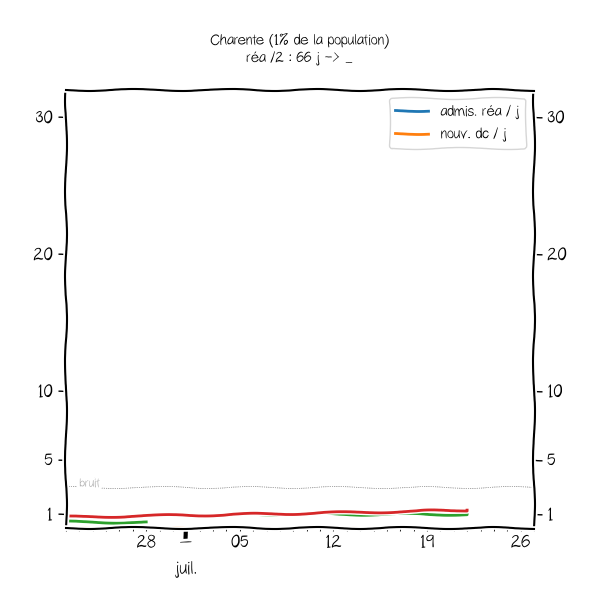 Charente (1% de la population)
réa /2 : 66 j -> _
admis. réa / j
nouv. dc / j
30
30
20
20
10
10
5
5
bruit
1
1
28
05
12
19
26
juil.